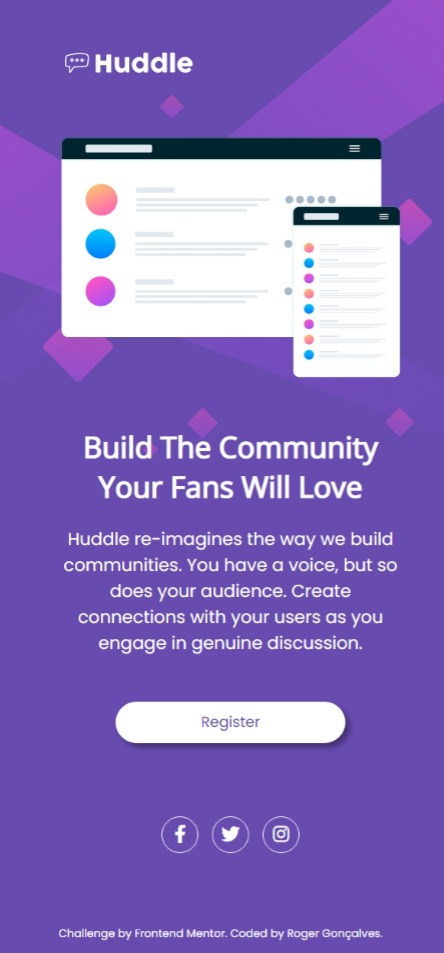 Huddle
Build The Community
Your Fans Will Love
Huddle re-imagines the way we build
communities. You have a voice, but so
does your audience. Create
connections with your users as you
engage in genuine discussion.
Register
Challenge by Frontend Mentor. Coded by Roger Gonçalves.